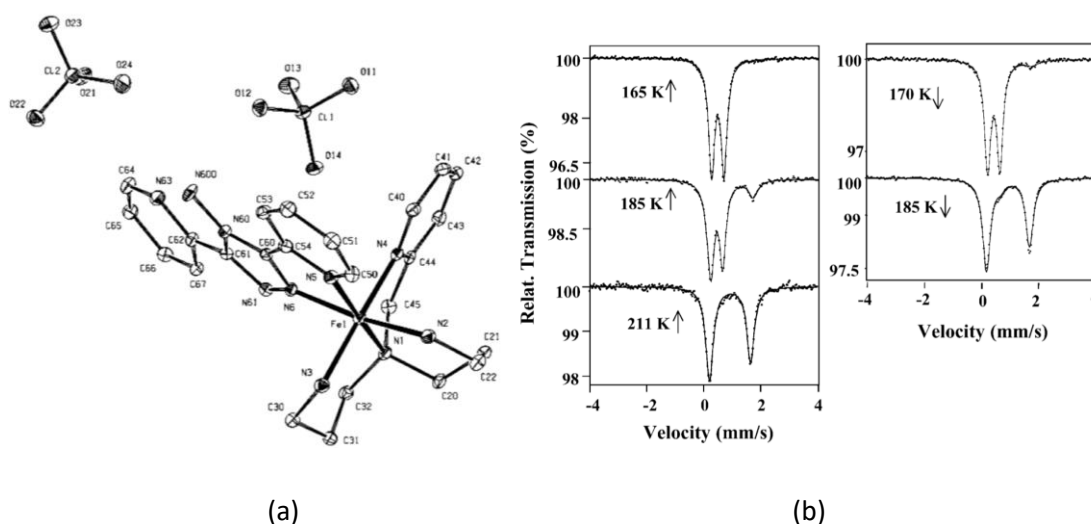 O23
O24
CL2
O21
O22
O13
O11
O12
CL1
O14
C41
C42
C40
C43
C64
N63
N600
C53
C52
N60
C65
C62
C61
C60
C54
C51
N4
C44
C66
C67
N5
C50
N61
N6
C45
Fe1
N2
C21
N1
C22
N3
C20
C32
C30
C31
(a)
Relat. Transmission (%)
100
98
96.5
165 K↑
100
98.5
185 K↑
100
99
98
211 K↑
-4 -2 0 2 4
Velocity (mm/s)
100
97
170 K↓
100
99
97.5
185 K↓
-4 0 4
Velocity (mm/s)
(b)